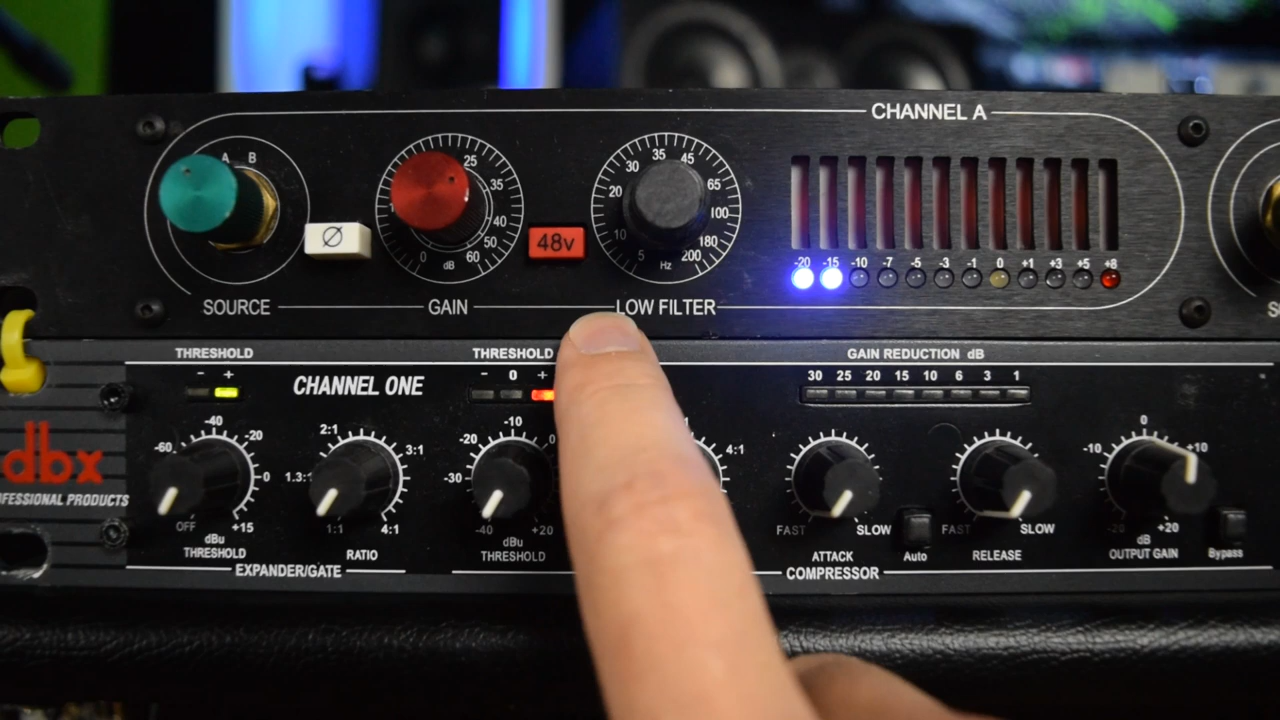 CHANNEL A
A B
25
35
40
50
60
0
dB
Ø
48v
5
10
20
30
35
45
65
100
180
200
Hz
-20 -15 -10 -7 -5 -3 -1 0 +1 +3 +5 +8
SOURCE GAIN LOW FILTER
THRESHOLD THRESHOLD GAIN REDUCTION dB
- + CHANNEL ONE - 0 + 30 25 20 15 10 6 3 1
-60 -40 -20 0 +15 OFF
dBu
THRESHOLD
1:1 1.3:1 2:1 3:1 4:1
RATIO
EXPANDER/GATE
-40 -30 -20 -10 0 +20
dBu
THRESHOLD
4:1
FAST SLOW
ATTACK
Auto
FAST SLOW
RELEASE
COMPRESSOR
-20 -10 0 +10 +20
dB
OUTPUT GAIN
Bypass
dbx
PRODUCTS